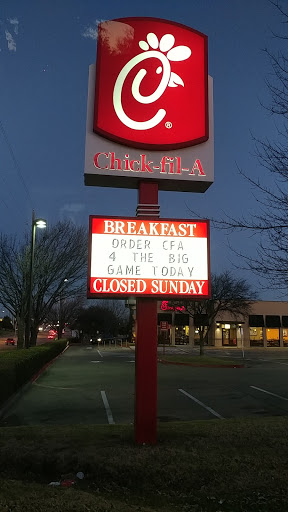 Chick-fil-A
®
BREAKFAST
ORDER CFA
4 THE BIG
GAME TODAY
CLOSED SUNDAY